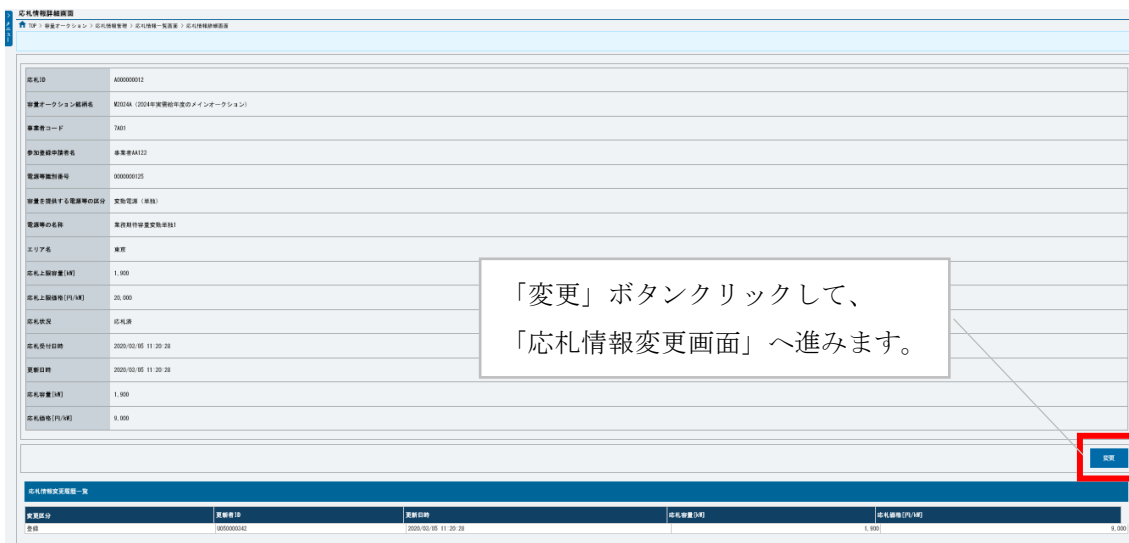 応札情報詳細画面
TOP > 容量オークション > 応札情報管理 > 応札情報一覧画面 > 応札情報詳細画面
応札ID A000000012
容量オークション銘柄名 M2024A (2024年実需給年度のメインオークション)
事業者コード 7A01
参加登録申請者名 事業者AA122
電源等識別番号 0000000125
容量を提供する電源等の区分 変動電源 (単独)
電源等の名称 業務期待容量変動単独1
エリア名 東京
応札上限容量[kW] 1,900
応札上限価格[円/kW] 20,000
応札状況 応札済
応札受付日時 2020/02/05 11:20:28
更新日時 2020/02/05 11:20:28
応札容量[kW] 1,900
応札価格[円/kW] 9,000
「変更」ボタンクリックして、
「応札情報変更画面」へ進みます。
変更
応札情報変更履歴一覧
変更区分 更新者ID 更新日時 応札容量[kW] 応札価格[円/kW]
登録 U050000342 2020/02/05 11:20:28 1,900 9,000